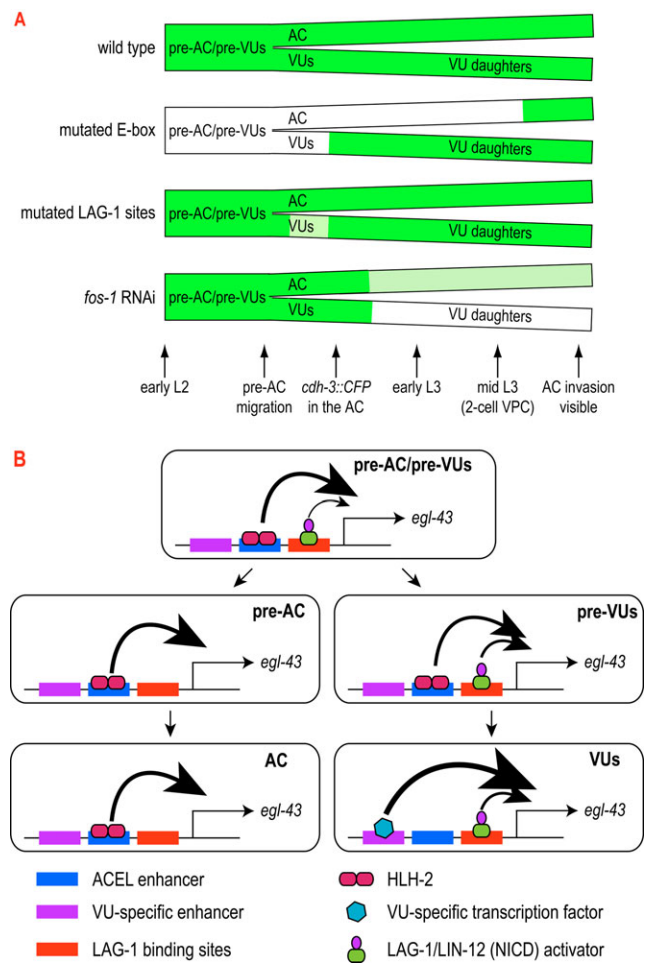 A
wild type
pre-AC/pre-VUs
AC
VUs
VU daughters
mutated E-box
pre-AC/pre-VUs
AC
VUs
VU daughters
mutated LAG-1 sites
pre-AC/pre-VUs
AC
VUs
VU daughters
fos-1 RNAi
pre-AC/pre-VUs
AC
VUs
VU daughters
early L2
pre-AC
migration
cdh-3::CFP
in the AC
early L3
mid L3
(2-cell VPC)
AC invasion
visible
B
pre-AC/pre-VUs
egl-43
pre-AC
egl-43
pre-VUs
egl-43
AC
egl-43
VUs
egl-43
ACEL enhancer
VU-specific enhancer
LAG-1 binding sites
HLH-2
VU-specific transcription factor
LAG-1/LIN-12 (NICD) activator